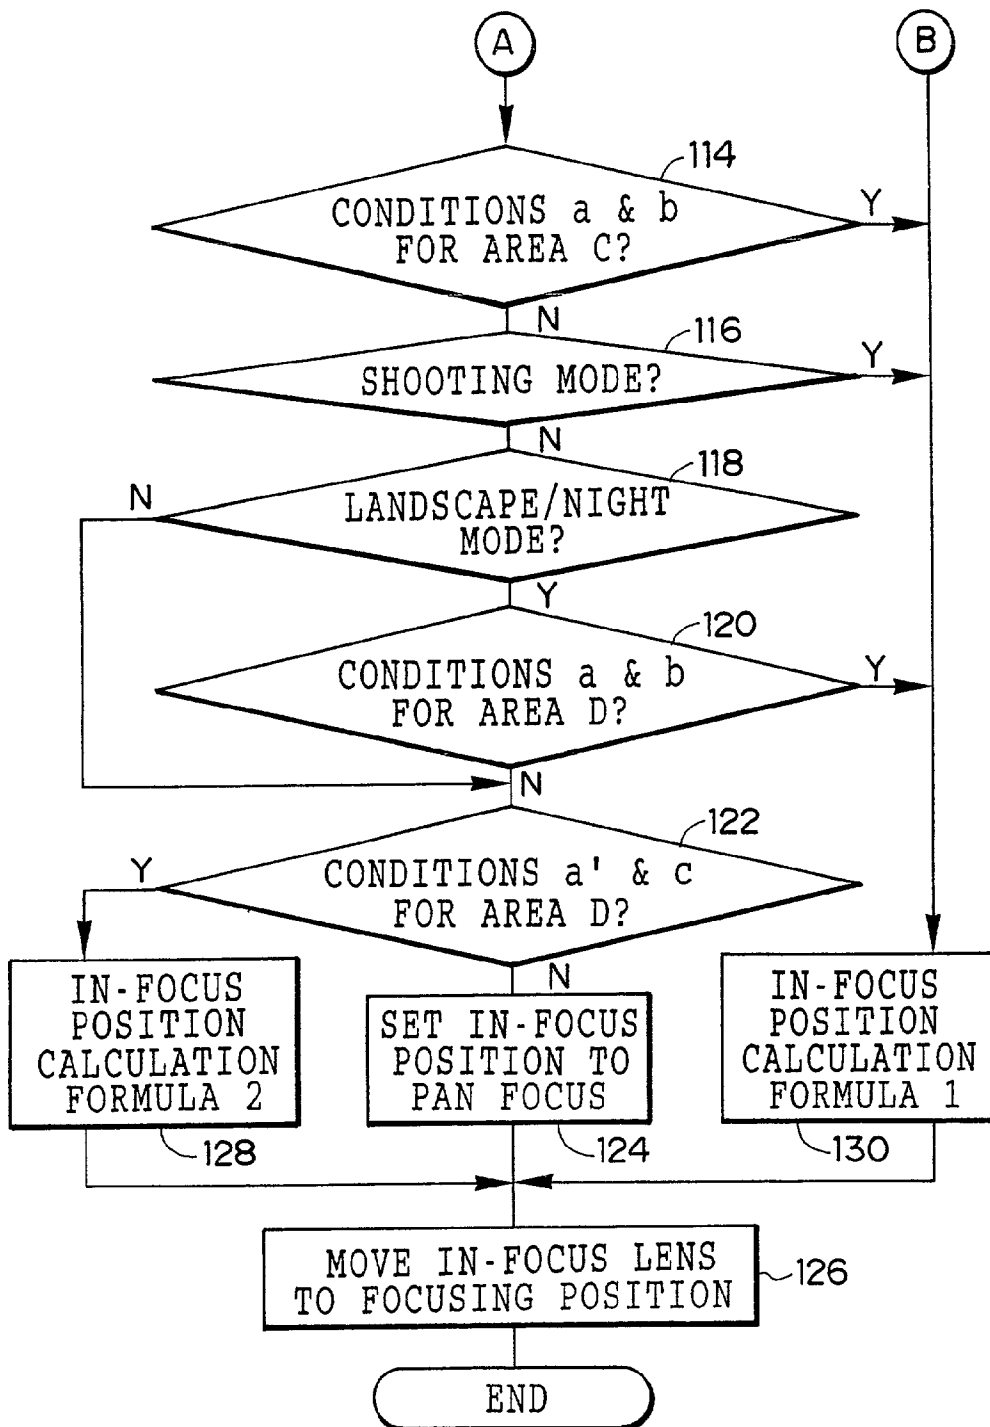 A
B
114
CONDITIONS a & b
FOR AREA C?
Y
N
116
SHOOTING MODE?
Y
N
118
N
LANDSCAPE/NIGHT
MODE?
Y
120
CONDITIONS a & b
FOR AREA D?
Y
N
122
Y
CONDITIONS a' & c
FOR AREA D?
N
IN-FOCUS
POSITION
CALCULATION
FORMULA 2
128
SET IN-FOCUS
POSITION TO
PAN FOCUS
124
IN-FOCUS
POSITION
CALCULATION
FORMULA 1
130
MOVE IN-FOCUS LENS
TO FOCUSING POSITION
126
END